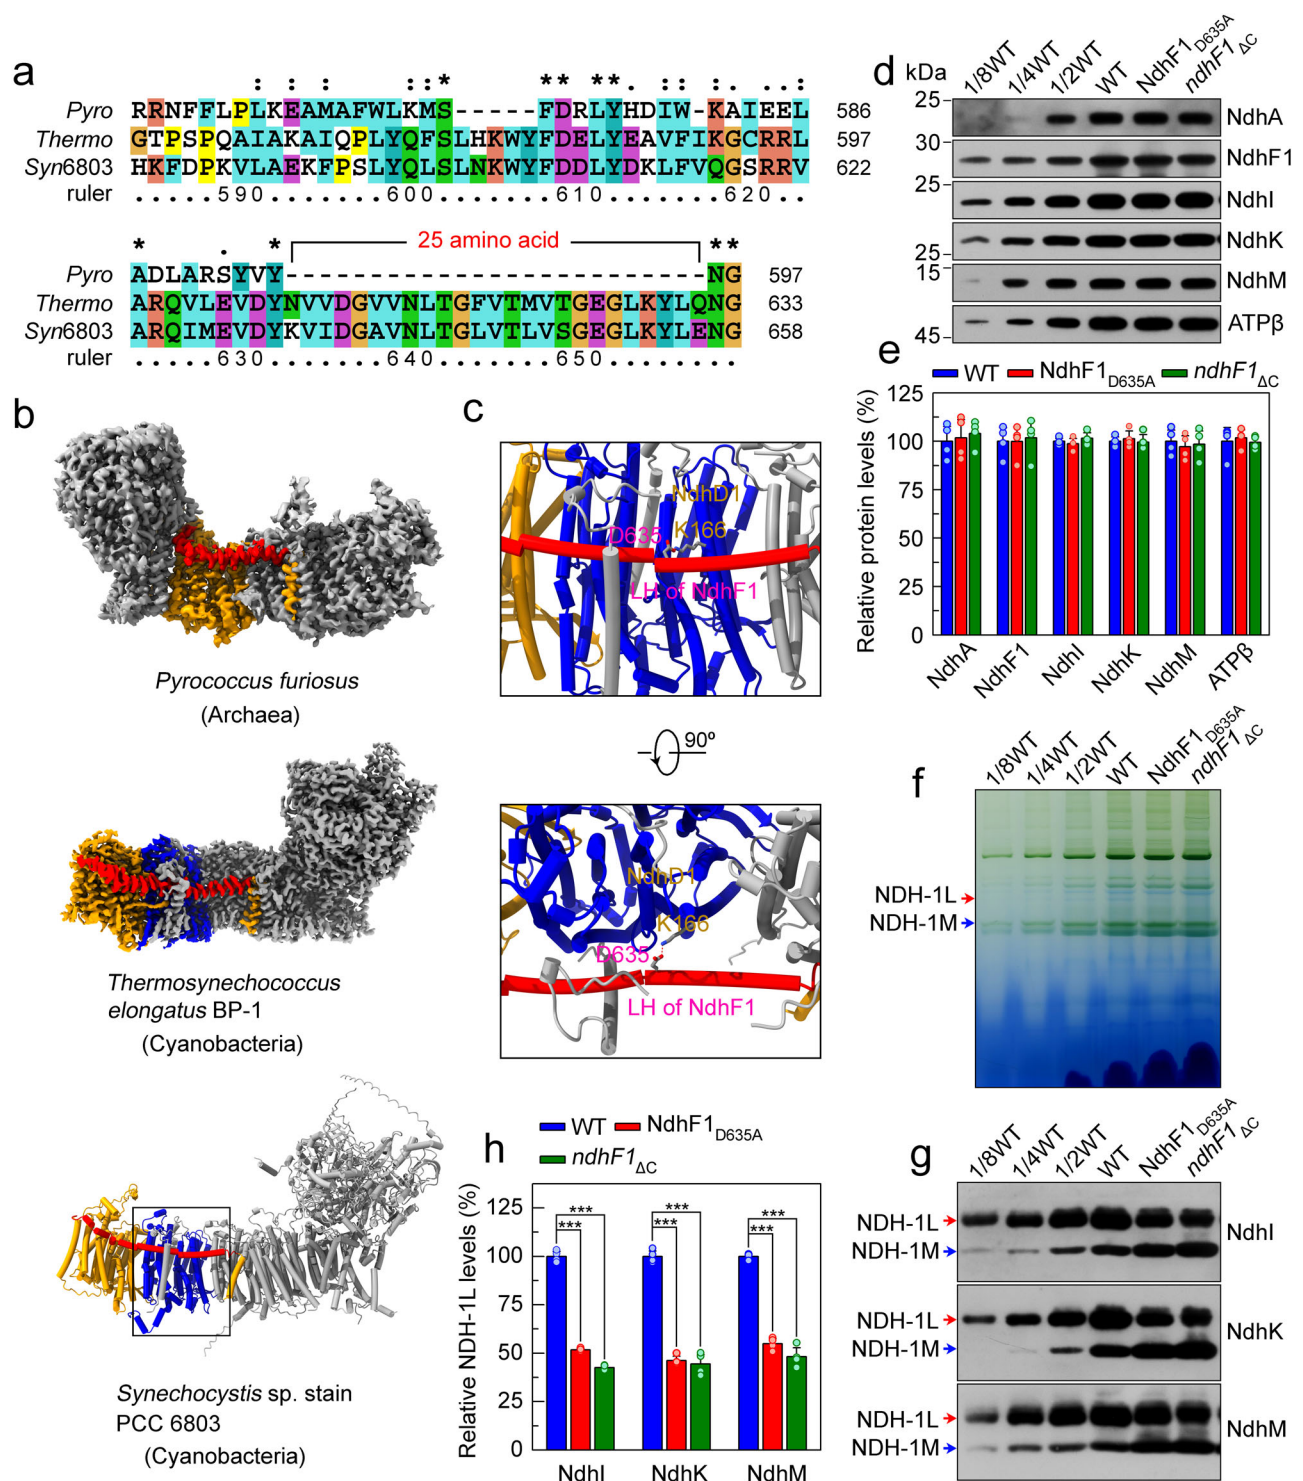 a
: : : : * ** ** : : : :
Pyro RRNFFLPLKEAMAFWLKMS-----FDRLYHDIW-KAIEEL 586
Thermo GTPSPQAIAKAIQPLYQFSLHKWYFDELYEAVFIKGCRRL 597
Syn6803 HKFDPKVLAEKFPSLYQLSLNKWYFDDLYDKLFVQGSRRV 622
ruler .....590.......600.......610.......620..
* . * 25 amino acid **
Pyro ADLARSYVY-------------------------NG 597
Thermo ARQVLEVDYNVVDGVVNLTGFVTMVTGEGLKYLQNG 633
Syn6803 ARQIMEVDYKVIDGAVNLTGLVTLVSGEGLKYLENG 658
ruler .....630.......640.......650........
b
Pyrococcus furiosus
(Archaea)
Thermosynechococcus
elongatus BP-1
(Cyanobacteria)
Synechocystis sp. stain
PCC 6803
(Cyanobacteria)
c
NdhD1
D635 K166
LH of NdhF1
90º
NdhD1
K166
D635
LH of NdhF1
d
kDa 1/8WT 1/4WT 1/2WT WT NdhF1D635A ndhF1ΔC
25 NdhA
30 NdhF1
25 NdhI
25 NdhK
15 NdhM
45 ATPβ
e
WT NdhF1D635A ndhF1ΔC
Relative protein levels (%)
125
100
75
50
25
0
NdhA NdhF1 NdhI NdhK NdhM ATPβ
f
1/8WT 1/4WT 1/2WT WT NdhF1D635A ndhF1ΔC
NDH-1L
NDH-1M
g
1/8WT 1/4WT 1/2WT WT NdhF1D635A ndhF1ΔC
NDH-1L NdhI
NDH-1M
NDH-1L NdhK
NDH-1M
NDH-1L NdhM
NDH-1M
h
WT NdhF1D635A
ndhF1ΔC
Relative NDH-1L levels (%)
125
100
75
50
25
0
*** *** ***
*** *** ***
NdhI NdhK NdhM